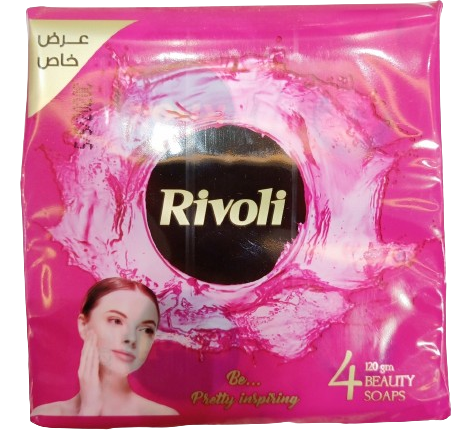 عرض
خاص
Rivoli
Be...
Pretty inspiring
4
120 gm
BEAUTY
SOAPS